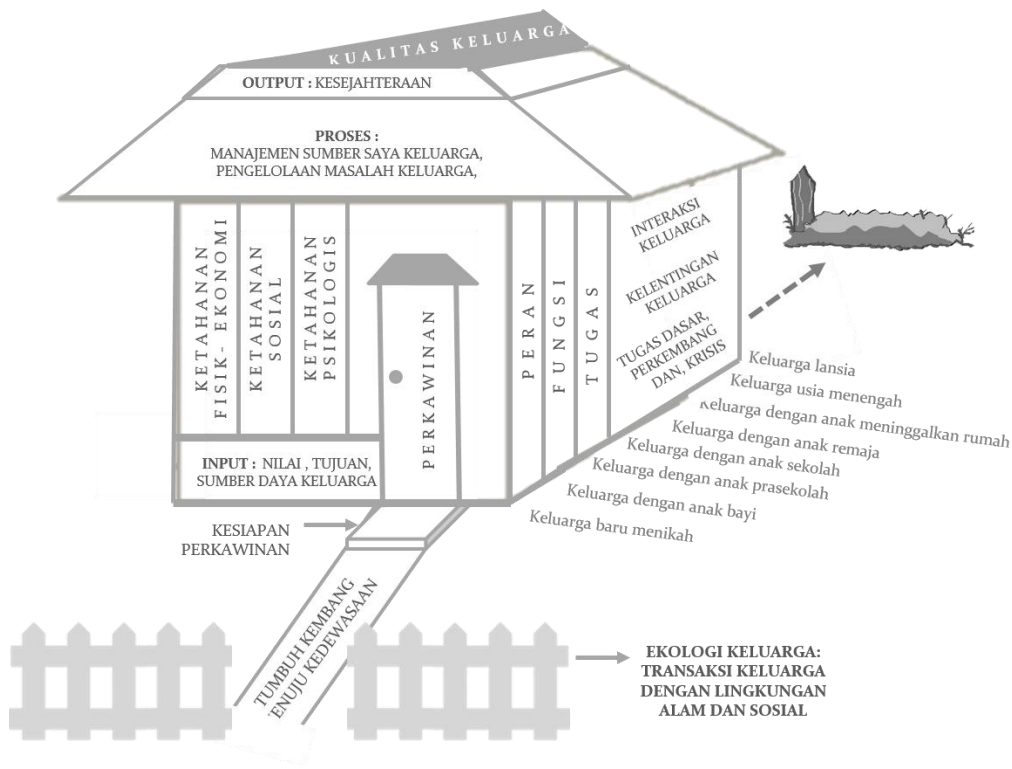 KUALITAS KELUARGA
OUTPUT : KESEJAHTERAAN
PROSES :
MANAJEMEN SUMBER SAYA KELUARGA,
PENGELOLAAN MASALAH KELUARGA,
KETAHANAN
FISIK- EKONOMI
KETAHANAN
SOSIAL
KETAHANAN
PSIKOLOGIS
PERKAWINAN
PERAN
FUNGSI
TUGAS
INTERAKSI
KELUARGA
KELENTINGAN
KELUARGA
TUGAS DASAR,
PERKEMBANG
DAN, KRISIS
INPUT : NILAI , TUJUAN,
SUMBER DAYA KELUARGA
Keluarga lansia
Keluarga usia menengah
Keluarga dengan anak meninggalkan rumah
Keluarga dengan anak remaja
Keluarga dengan anak sekolah
Keluarga dengan anak prasekolah
Keluarga dengan anak bayi
Keluarga baru menikah
KESIAPAN
PERKAWINAN
TUMBUH KEMBANG
ENUJU KEDEWASAAN
EKOLOGI KELUARGA:
TRANSAKSI KELUARGA
DENGAN LINGKUNGAN
ALAM DAN SOSIAL